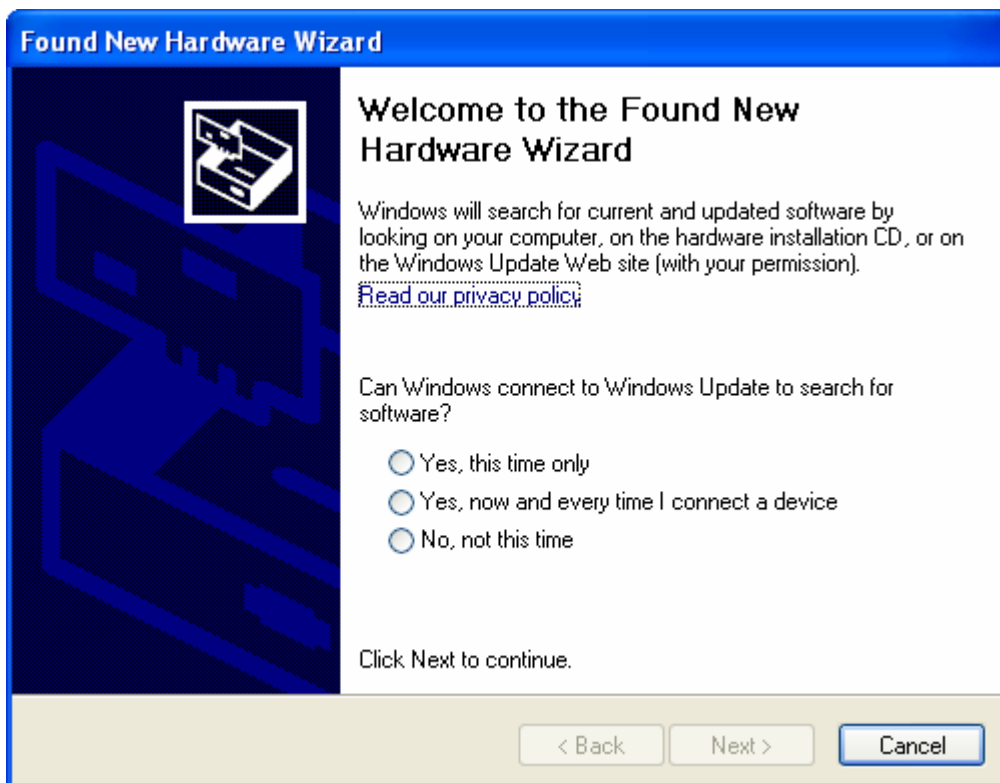 Found New Hardware Wizard
Welcome to the Found New
Hardware Wizard
Windows will search for current and updated software by
looking on your computer, on the hardware installation CD, or on
the Windows Update Web site (with your permission).
Read our privacy policy
Can Windows connect to Windows Update to search for
software?
Yes, this time only
Yes, now and every time I connect a device
No, not this time
Click Next to continue.
< Back
Next >
Cancel